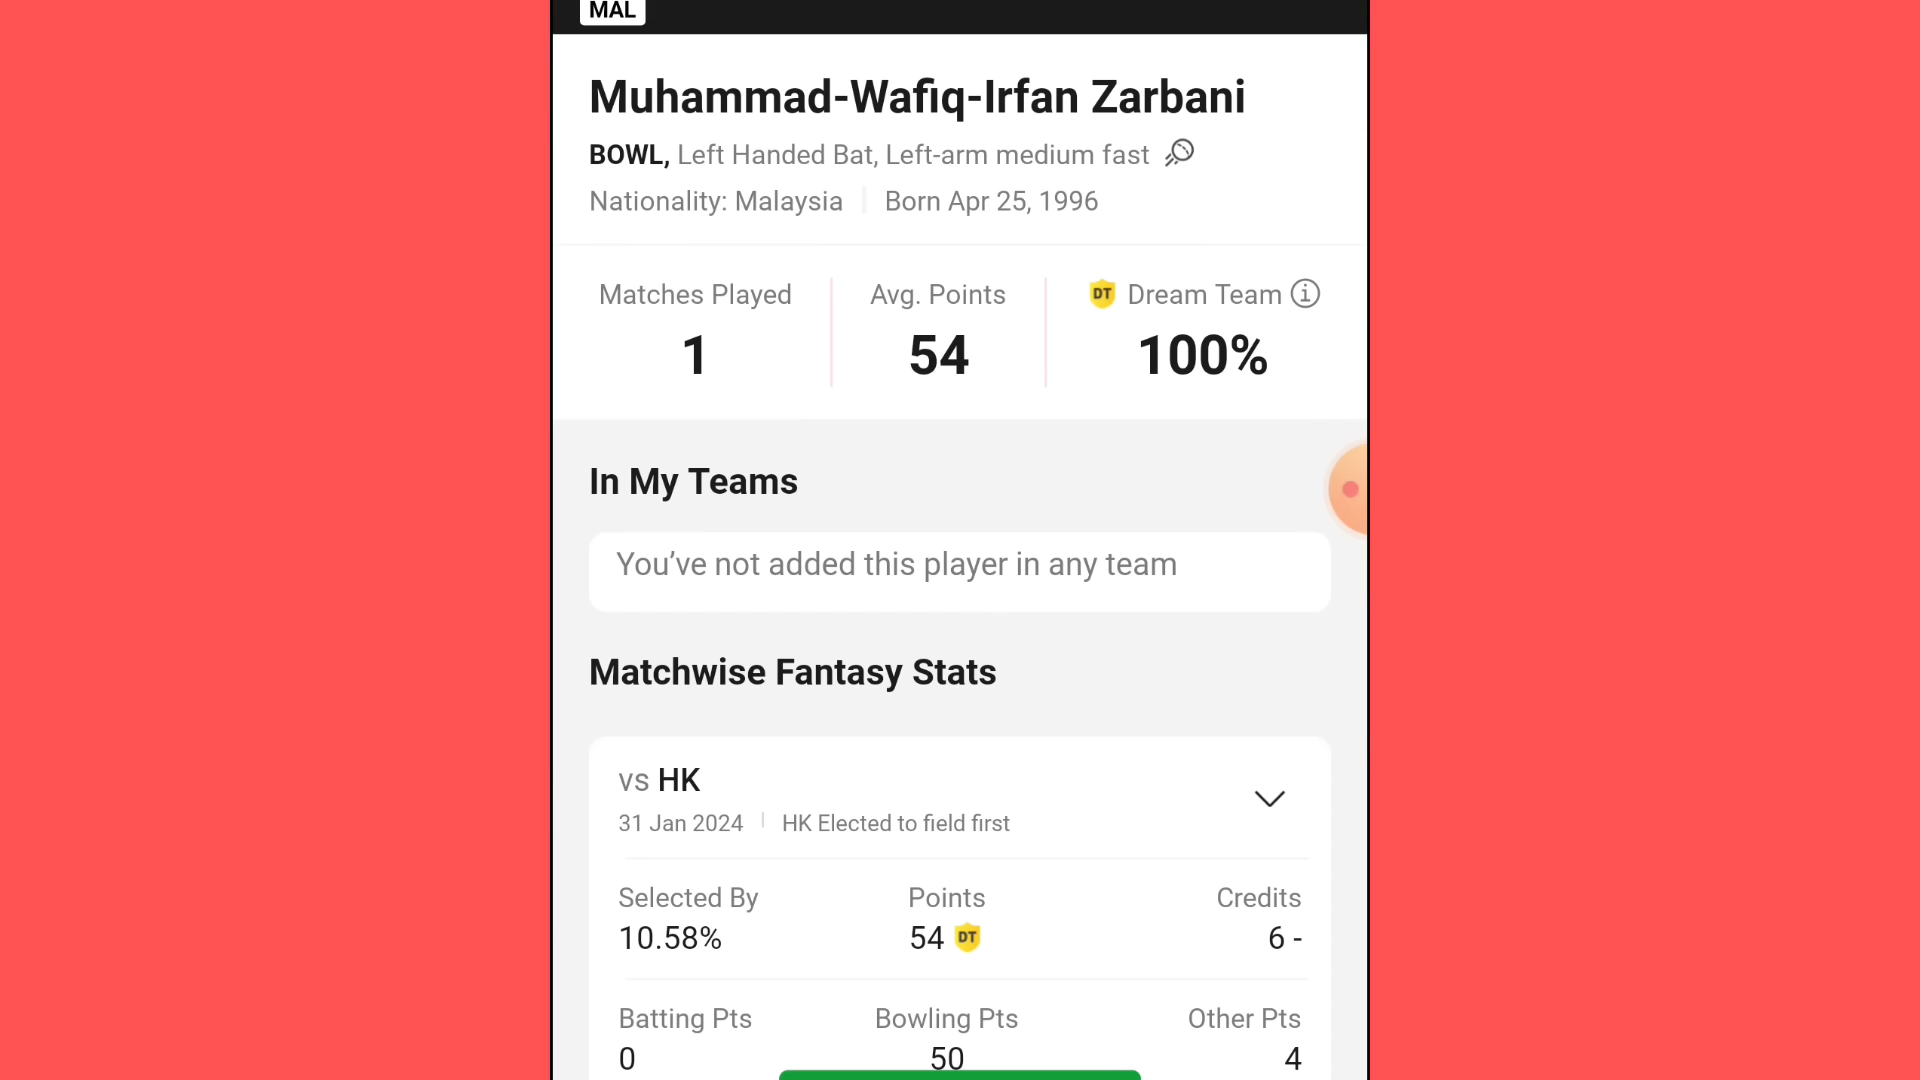 MAL
Muhammad-Wafiq-Irfan Zarbani
BOWL, Left Handed Bat, Left-arm medium fast
Nationality: Malaysia | Born Apr 25, 1996
Matches Played Avg. Points DT Dream Team
1 54 100%
In My Teams
You’ve not added this player in any team
Matchwise Fantasy Stats
vs HK
31 Jan 2024 | HK Elected to field first
Selected By Points Credits
10.58% 54 DT 6 -
Batting Pts Bowling Pts Other Pts
0 50 4